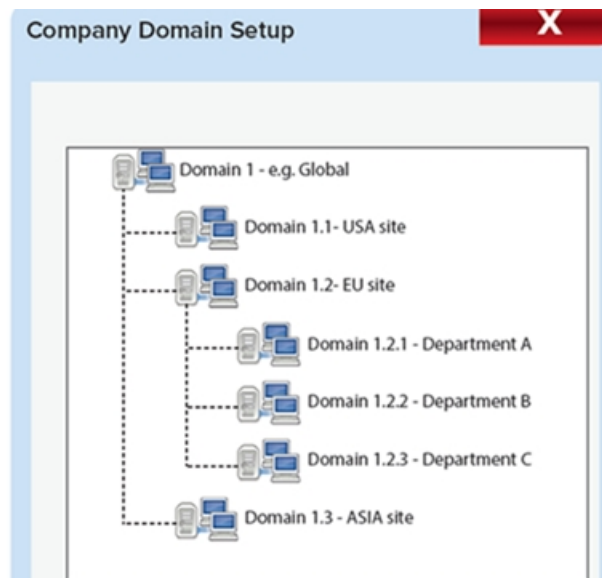 Company Domain Setup
X
Domain 1 - e.g. Global
Domain 1.1- USA site
Domain 1.2- EU site
Domain 1.2.1 - Department A
Domain 1.2.2 - Department B
Domain 1.2.3 - Department C
Domain 1.3 - ASIA site